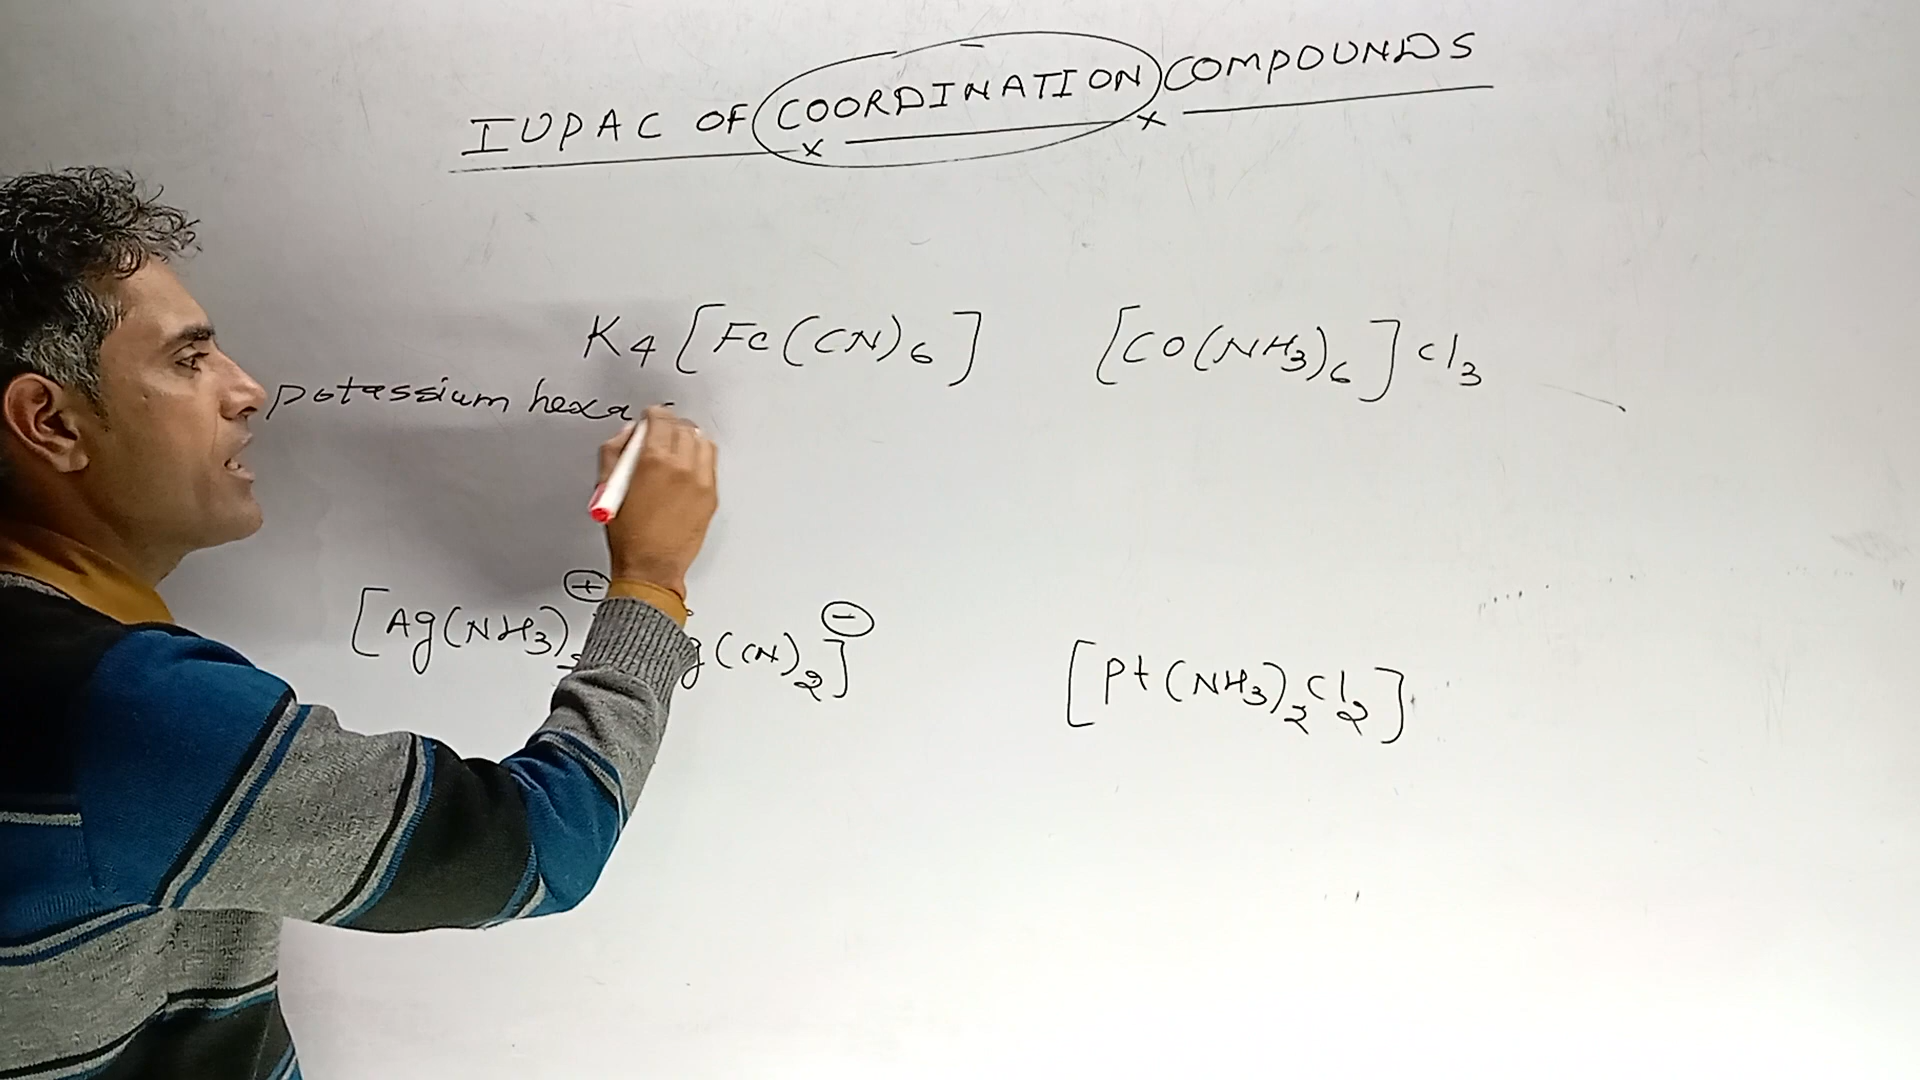 IUPAC OF COORDINATION COMPOUNDS
K4[Fe(CN)6] [CO(NH3)6]Cl3
potassium hexa
[Ag(NH3)2 + (CN)2] -
[Pt(NH3)2Cl2]